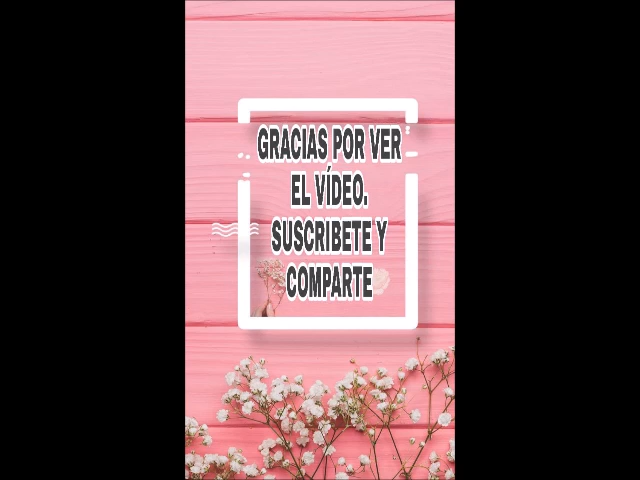 GRACIAS POR VER
EL VÍDEO.
SUSCRIBETE Y
COMPARTE